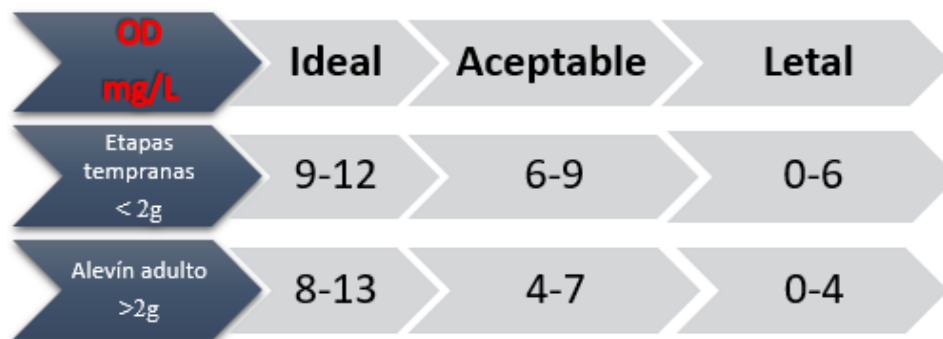 OD
mg/L
Ideal
Aceptable
Letal
Etapas
tempranas
< 2g
9-12
6-9
0-6
Alevín adulto
>2g
8-13
4-7
0-4